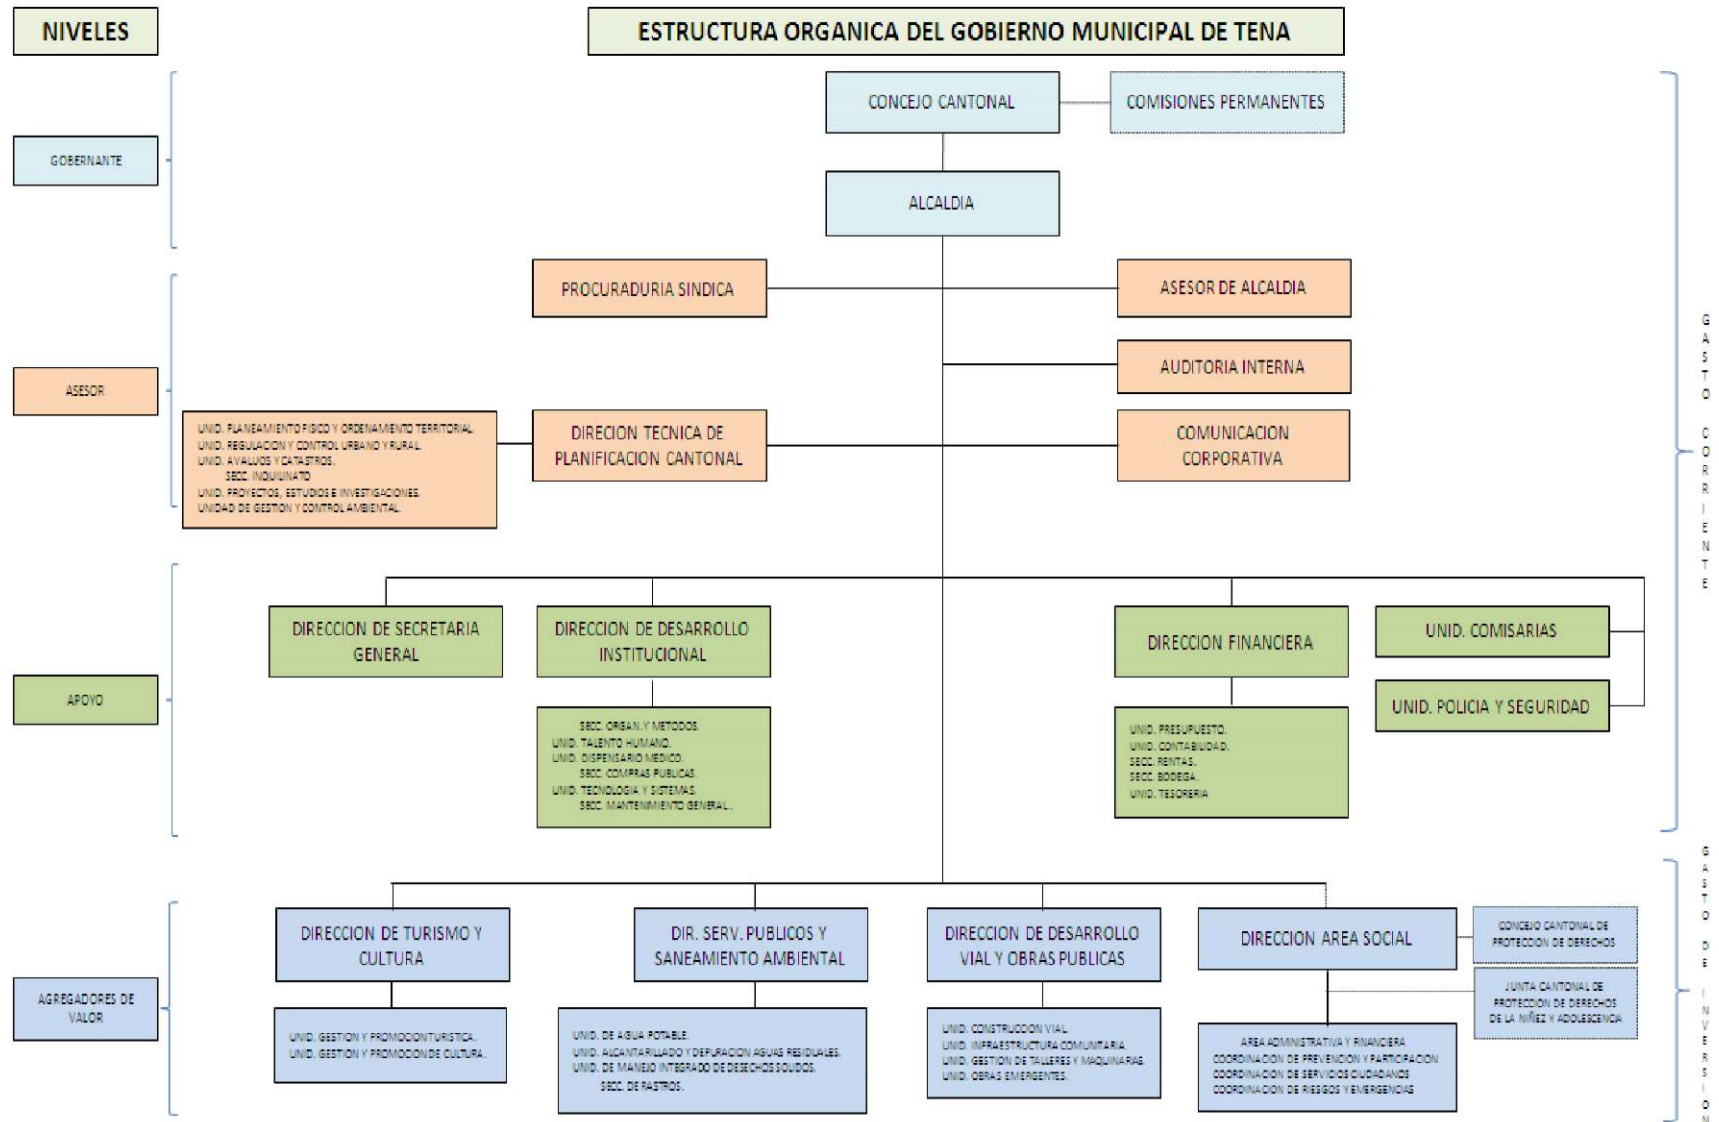 NIVELES
ESTRUCTURA ORGANICA DEL GOBIERNO MUNICIPAL DE TENA
CONCEJO CANTONAL
COMISIONES PERMANENTES
GOBERNANTE
ALCALDIA
PROCURADURIA SINDICA
ASESOR DE ALCALDIA
AUDITORIA INTERNA
ASESOR
UNID. PLANEAMIENTO FISICO Y ORDENAMIENTO TERRITORIAL.
UNID. REGULACION Y CONTROL URBANO Y RURAL.
UNID. AVALUOS Y CATASTROS.
SECC. INQUILINATO
UNID. PROYECTOS, ESTUDIOS E INVESTIGACIONES.
UNIDAD DE GESTION Y CONTROL AMBIENTAL.
DIRECION TECNICA DE
PLANIFICACION CANTONAL
COMUNICACION
CORPORATIVA
GASTO CORRIENTE
APOYO
DIRECCION DE SECRETARIA
GENERAL
DIRECCION DE DESARROLLO
INSTITUCIONAL
DIRECCION FINANCIERA
UNID. COMISARIAS
UNID. POLICIA Y SEGURIDAD
SECC. ORGAN. Y METODOS.
UNID. TALENTO HUMANO.
UNID. DISPENSARIO MEDICO.
SECC. COMPRAS PUBLICAS.
UNID. TECNOLOGIA Y SISTEMAS.
SECC. MANTENIMIENTO GENERAL..
UNID. PRESUPUESTO.
UNID. CONTABILIDAD.
SECC. RENTAS.
SECC. BODEGA.
UNID. TESORERIA
AGREGADORES DE
VALOR
DIRECCION DE TURISMO Y
CULTURA
DIR. SERV. PUBLICOS Y
SANEAMIENTO AMBIENTAL
DIRECCION DE DESARROLLO
VIAL Y OBRAS PUBLICAS
DIRECCION AREA SOCIAL
CONCEJO CANTONAL DE
PROTECCION DE DERECHOS
JUNTA CANTONAL DE
PROTECCION DE DERECHOS
DE LA NIÑEZ Y ADOLESCENCIA
UNID. GESTION Y PROMOCION TURISTICA.
UNID. GESTION Y PROMOCION DE CULTURA.
UNID. DE AGUA POTABLE.
UNID. ALCANTARILLADO Y DEPURACION AGUAS RESIDUALES.
UNID. DE MANEJO INTEGRADO DE DESECHOS SOLIDOS.
SECC. DE RASTROS.
UNID. CONSTRUCCION VIAL.
UNID. INFRAESTRUCTURA COMUNITARIA.
UNID. GESTION DE TALLERES Y MAQUINARIAS.
UNID. OBRAS EMERGENTES.
AREA ADMINISTRATIVA Y FINANCIERA
COORDINACION DE PREVENCION Y PARTICIPACION
COORDINACION DE SERVICIOS CIUDADANOS
COORDINACION DE RIESGOS Y EMERGENCIAS
GASTO DE INVERSION